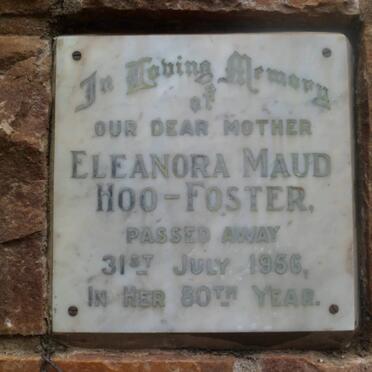 In Loving Memory
of
OUR DEAR MOTHER
ELEANORA MAUD
HOO-FOSTER,
PASSED AWAY
31ST JULY 1956,
IN HER 80TH YEAR.